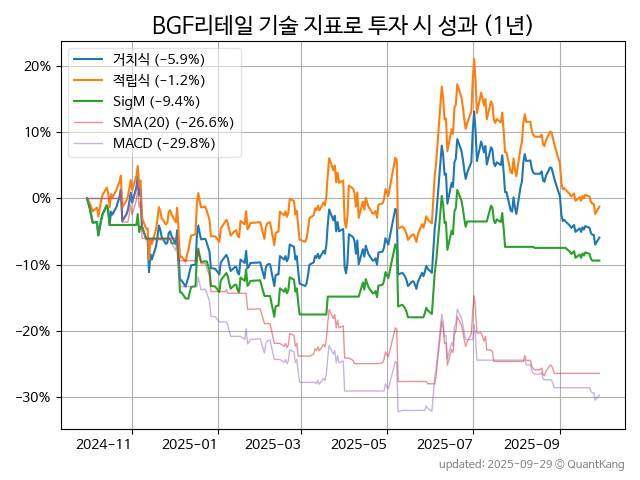 BGF리테일 기술 지표로 투자 시 성과 (1년)
거치식 (−5.9%)
적립식 (−1.2%)
SigM (−9.4%)
SMA(20) (−26.6%)
MACD (−29.8%)
20%
10%
0%
−10%
−20%
−30%
2024−11 2025−01 2025−03 2025−05 2025−07 2025−09
updated: 2025−09−29 © QuantKang